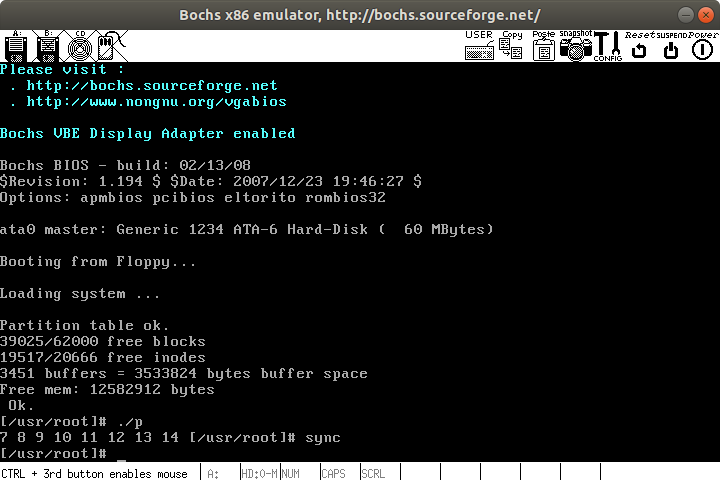 Bochs x86 emulator, http://bochs.sourceforge.net/
A: B: CD USER Copy Paste Snapshot CONFIG Reset SUSPEND Power
Please visit :
 . http://bochs.sourceforge.net
 . http://www.nongnu.org/vgabios
Bochs VBE Display Adapter enabled
Bochs BIOS - build: 02/13/08
$Revision: 1.194 $ $Date: 2007/12/23 19:46:27 $
Options: apmbios pcibios eltorito rombios32
ata0 master: Generic 1234 ATA-6 Hard-Disk (  60 MBytes)
Booting from Floppy...
Loading system ...
Partition table ok.
39025/62000 free blocks
19517/20666 free inodes
3451 buffers = 3533824 bytes buffer space
Free mem: 12582912 bytes
 Ok.
[/usr/root]# ./p
7 8 9 10 11 12 13 14 [/usr/root]# sync
[/usr/root]# _
CTRL + 3rd button enables mouse A: HD:0-M NUM CAPS SCRL